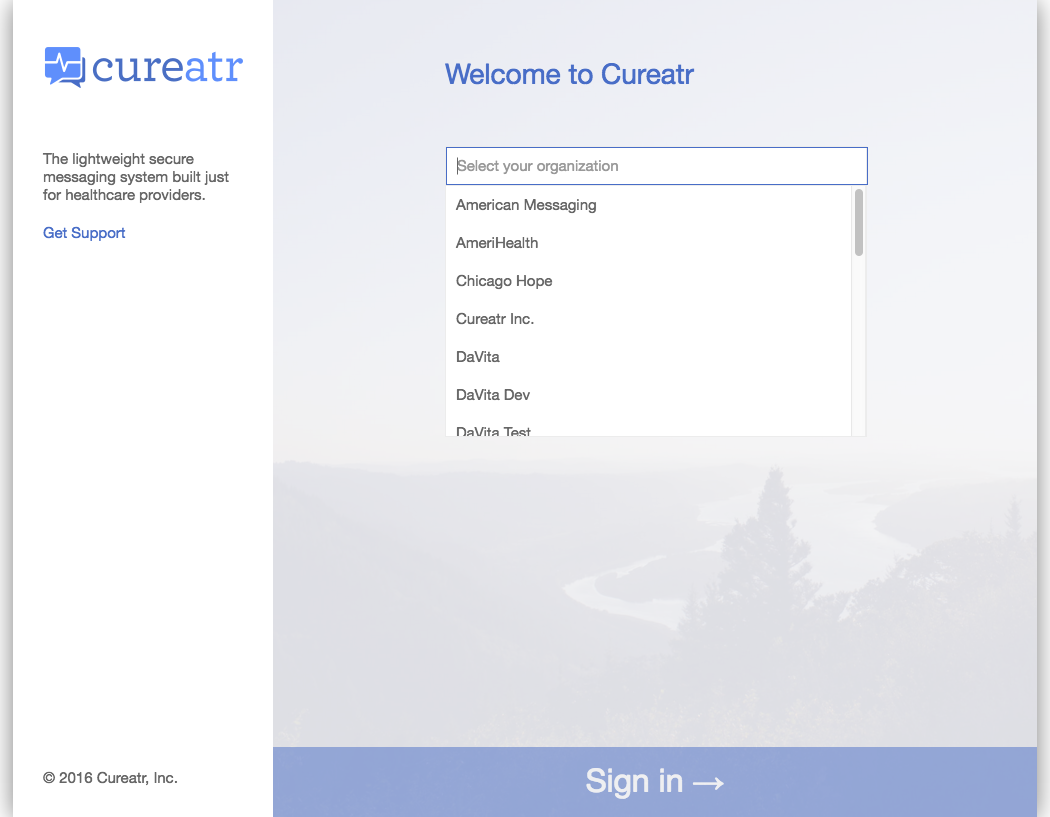 cureatr
The lightweight secure
messaging system built just
for healthcare providers.
Get Support
© 2016 Cureatr, Inc.
Welcome to Cureatr
Select your organization
American Messaging
AmeriHealth
Chicago Hope
Cureatr Inc.
DaVita
DaVita Dev
DaVita Test
Sign in →